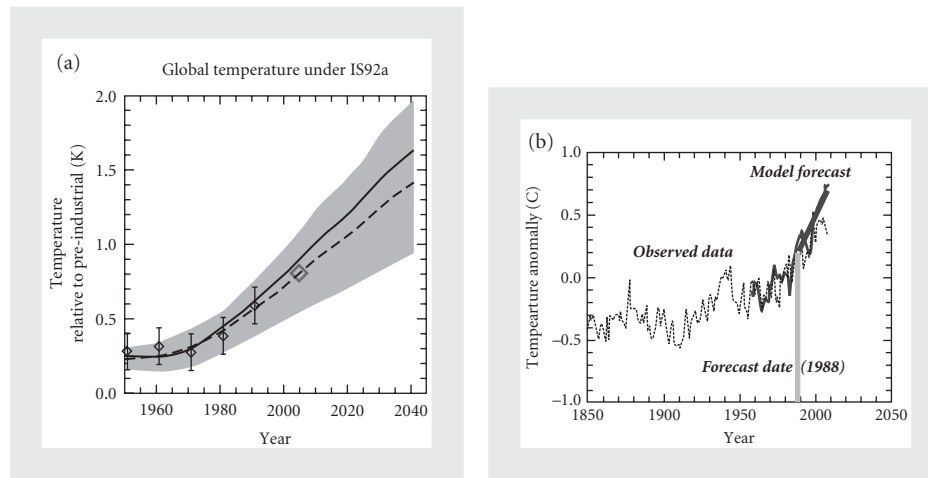 (a)
Global temperature under IS92a
Temperature
relative to pre-industrial (K)
2.0
1.5
1.0
0.5
0.0
1960 1980 2000 2020 2040
Year
(b)
Tempearture anomally (C)
1.0
0.5
0.0
−0.5
−1.0
Model forecast
Observed data
Forecast date (1988)
1850 1900 1950 2000 2050
Year